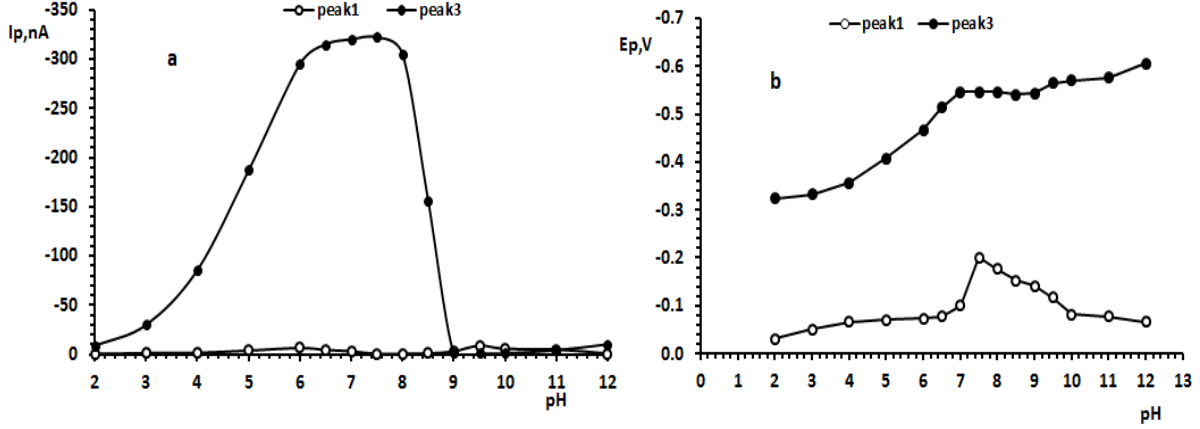 peak1 peak3
Ip,nA
a
-350
-300
-250
-200
-150
-100
-50
0
2 3 4 5 6 7 8 9 10 11 12
pH
peak1 peak3
Ep,V
b
-0.7
-0.6
-0.5
-0.4
-0.3
-0.2
-0.1
0.0
0 1 2 3 4 5 6 7 8 9 10 11 12 13
pH